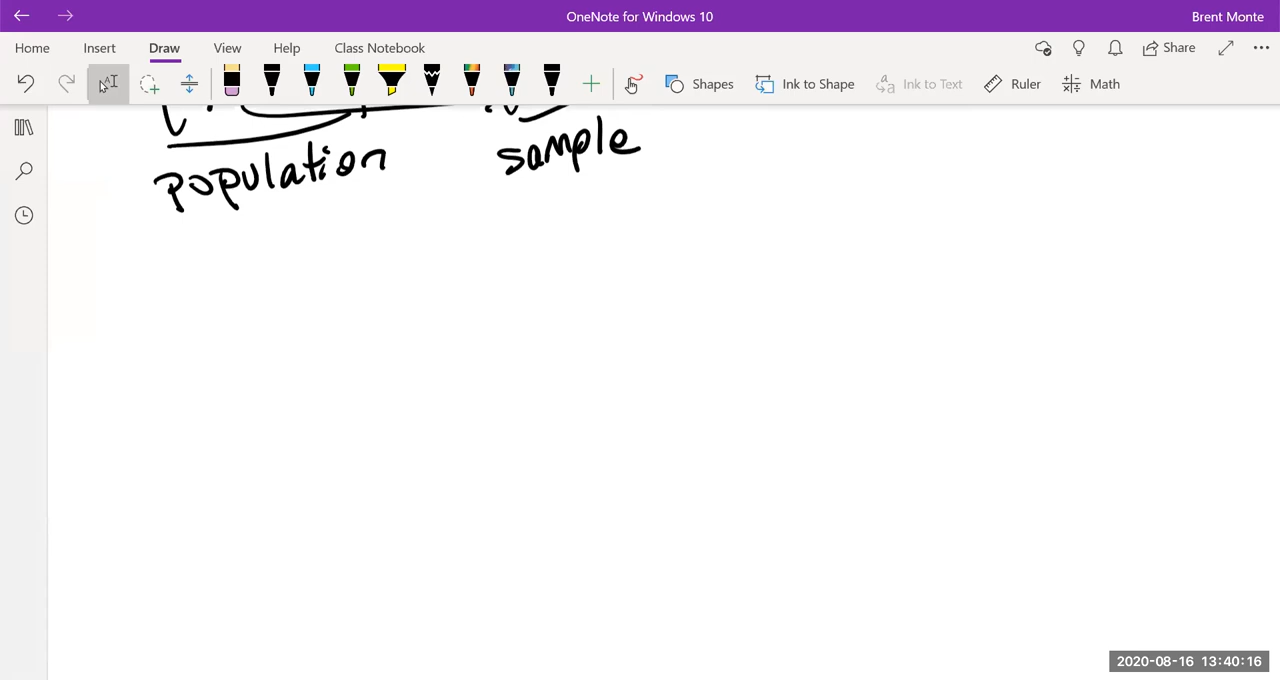 OneNote for Windows 10
Brent Monte
Home Insert Draw View Help Class Notebook Share
Shapes Ink to Shape Ink to Text Ruler Math
population sample
2020-08-16 13:40:16